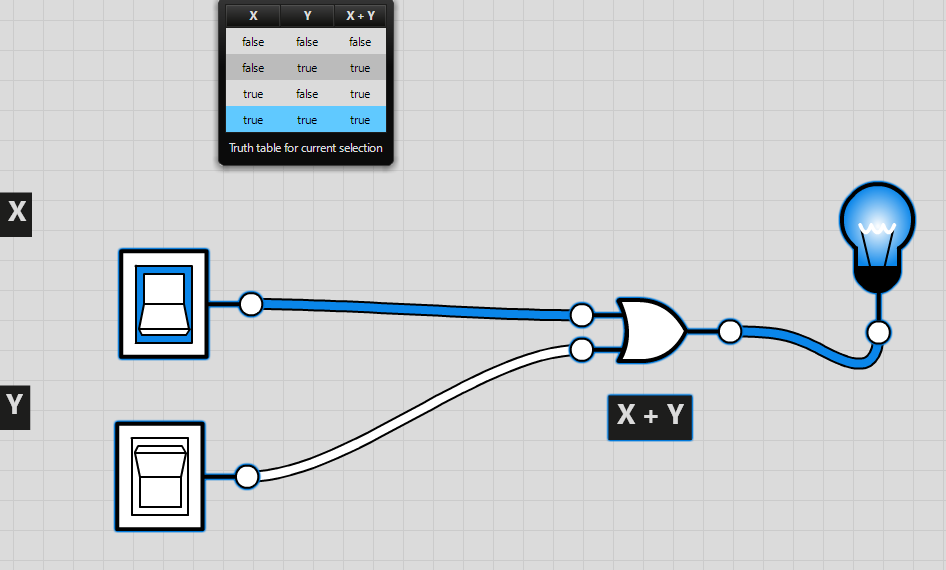 X Y X + Y
false false false
false true true
true false true
true true true
Truth table for current selection
X
Y
X + Y